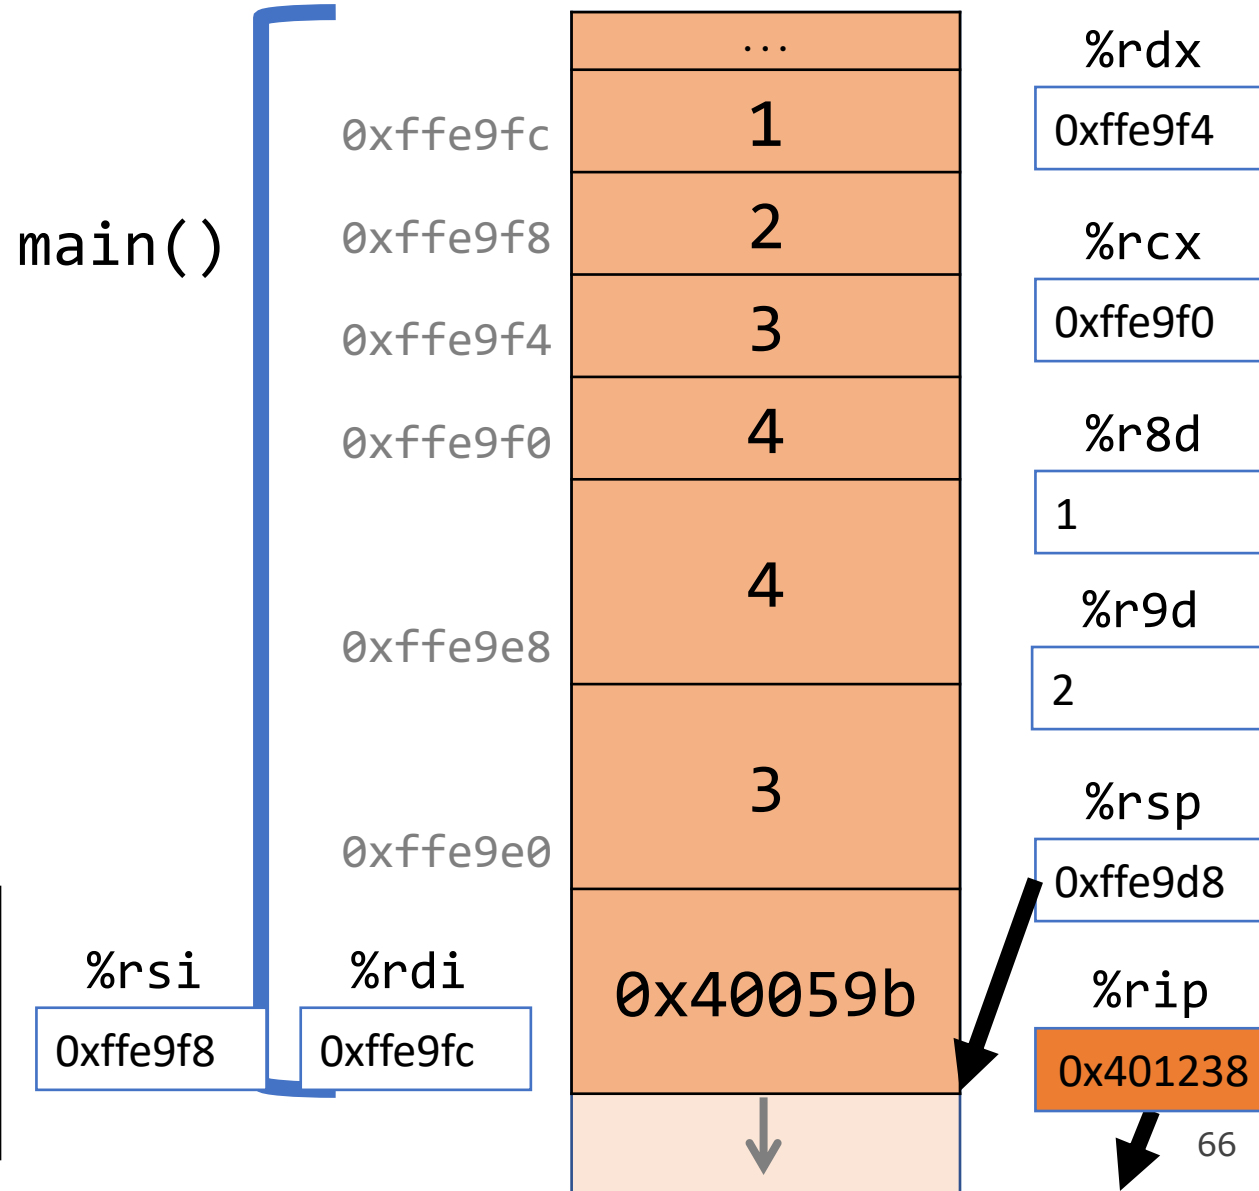 ...
%rdx
0xffe9fc
1
0xffe9f4
main()
0xffe9f8
2
%rcx
0xffe9f4
3
0xffe9f0
0xffe9f0
4
%r8d
1
4
%r9d
0xffe9e8
2
3
%rsp
0xffe9e0
0xffe9d8
%rsi
%rdi
0x40059b
%rip
0xffe9f8
0xffe9fc
0x401238
66